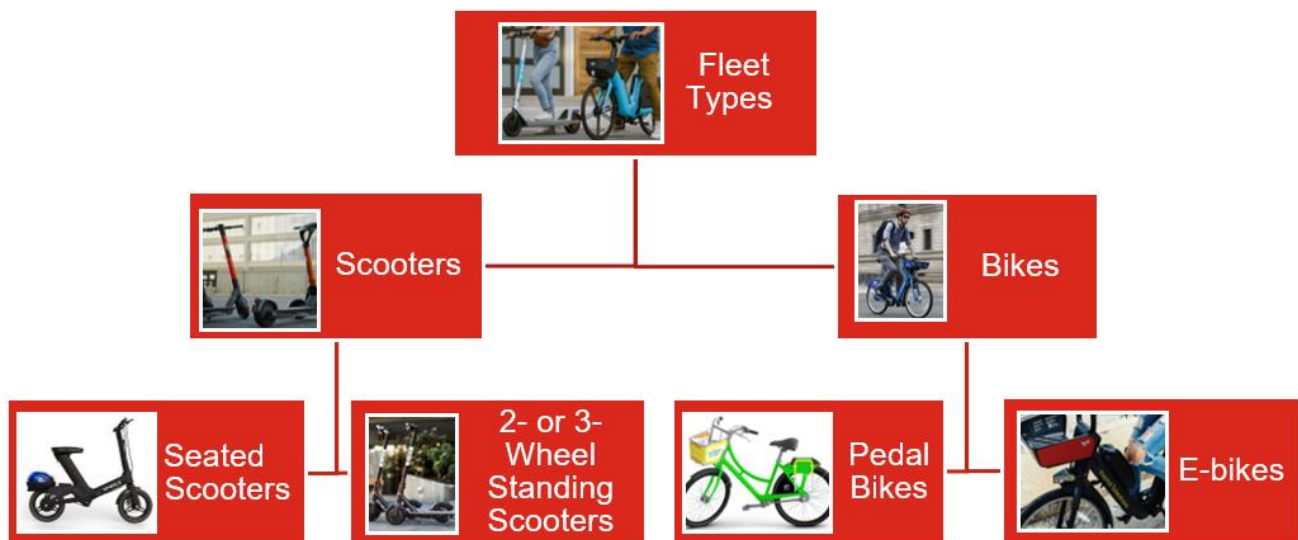 Fleet
Types
Scooters
Bikes
Seated
Scooters
2- or 3-
Wheel
Standing
Scooters
Pedal
Bikes
E-bikes